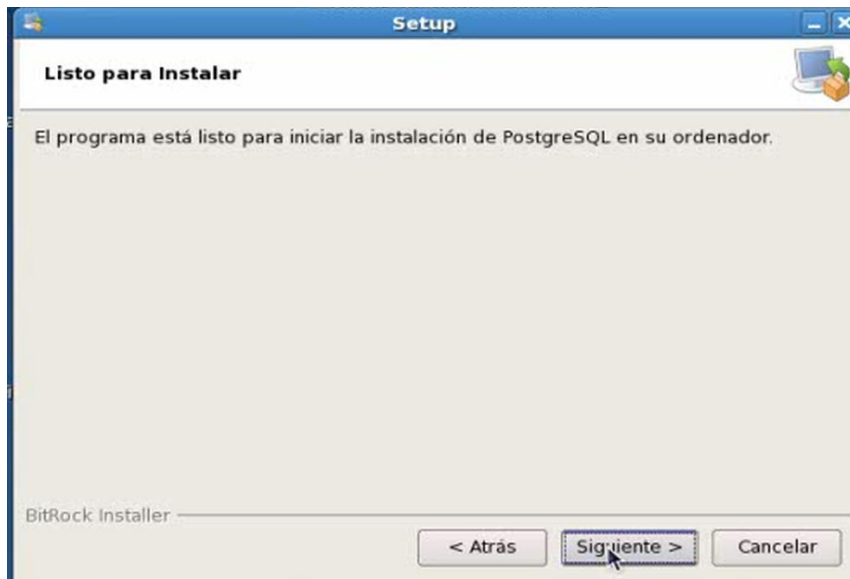 Setup
Listo para Instalar
El programa está listo para iniciar la instalación de PostgreSQL en su ordenador.
BitRock Installer
< Atrás
Siguiente >
Cancelar